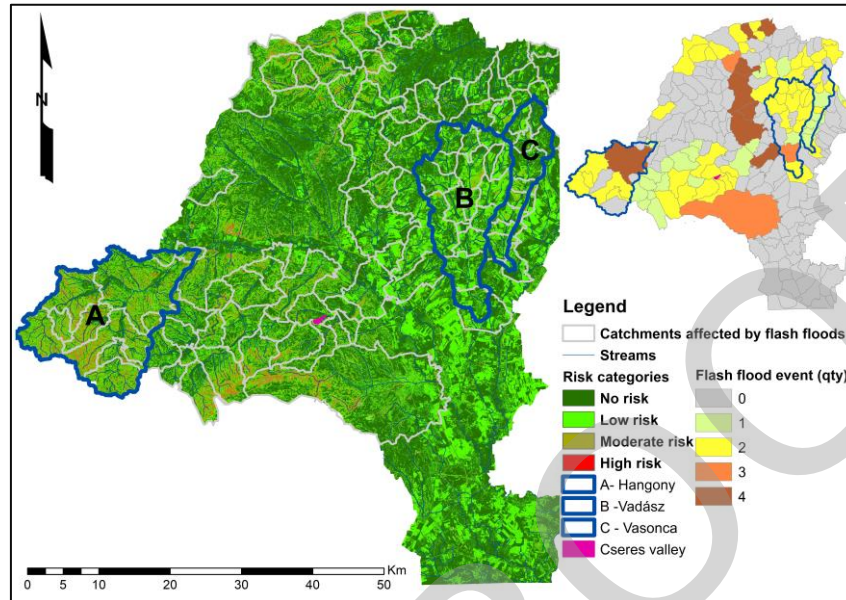 N
A
B
C
Legend
Catchments affected by flash floods
Streams
Risk categories
No risk
Low risk
Moderate risk
High risk
A- Hangony
B -Vadász
C - Vasonca
Cseres valley
Flash flood event (qty)
0
1
2
3
4
Km
0 5 10 20 30 40 50